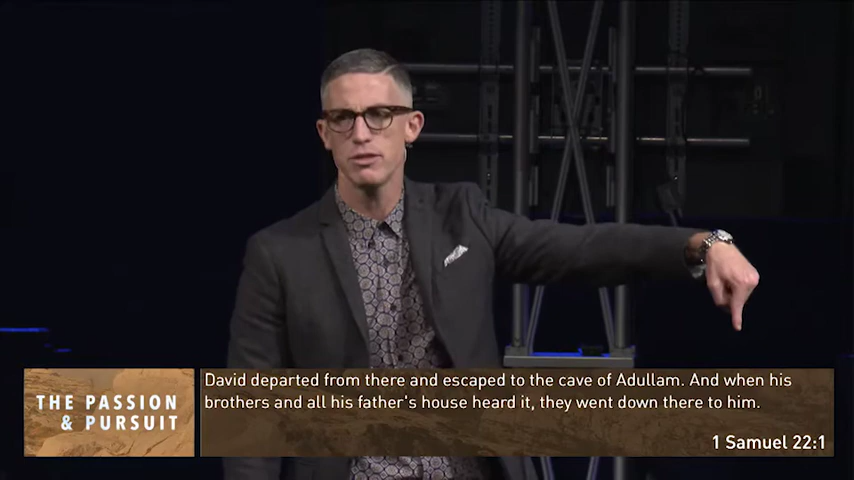 THE PASSION
& PURSUIT
David departed from there and escaped to the cave of Adullam. And when his
brothers and all his father's house heard it, they went down there to him.
1 Samuel 22:1